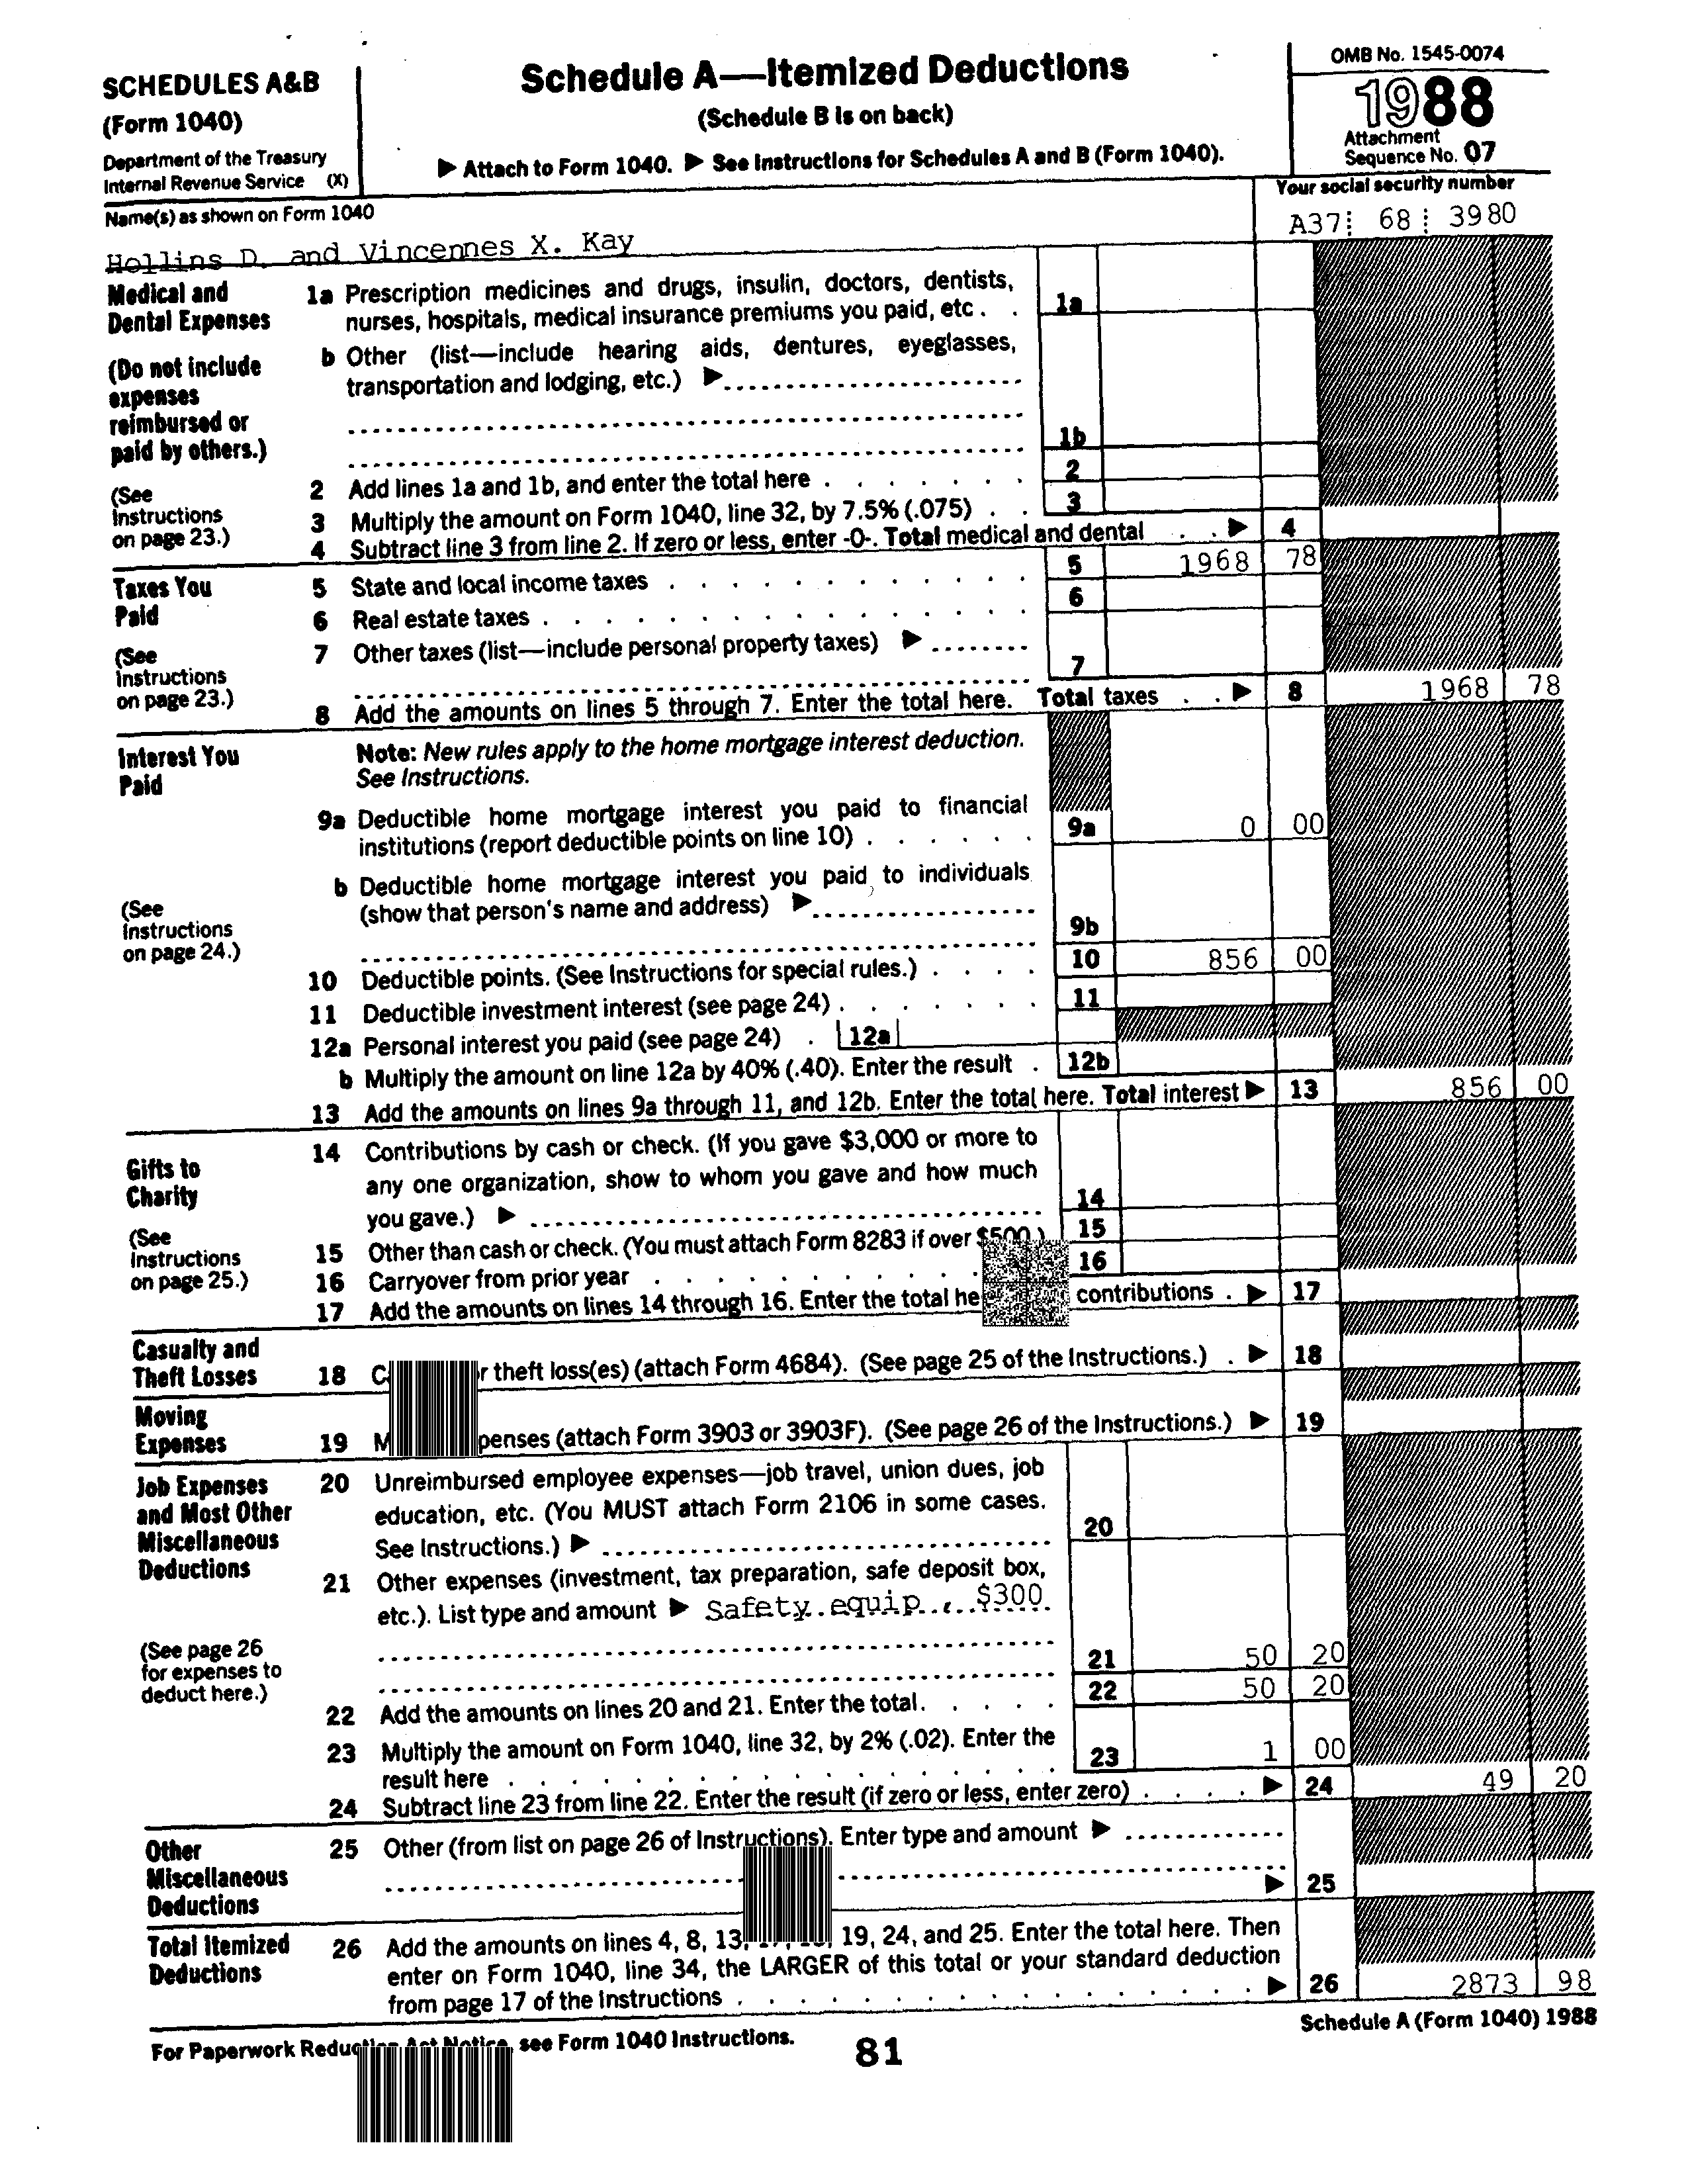 SCHEDULES A&B
(Form 1040)
Department of the Treasury
Internal Revenue Service (X)
Schedule A—Itemized Deductions
(Schedule B is on back)
▶ Attach to Form 1040. ▶ See Instructions for Schedules A and B (Form 1040).
OMB No. 1545-0074
1988
Attachment
Sequence No. 07
Name(s) as shown on Form 1040
Your social security number
Hollins D. and Vincennes X. Kay
A37 68 3980
Medical and
Dental Expenses
(Do not include
expenses
reimbursed or
paid by others.)
(See
Instructions
on page 23.)
1a Prescription medicines and drugs, insulin, doctors, dentists,
nurses, hospitals, medical insurance premiums you paid, etc . . 1a
b Other (list—include hearing aids, dentures, eyeglasses,
transportation and lodging, etc.) ▶
1b
2 Add lines 1a and 1b, and enter the total here . . . . . . . 2
3 Multiply the amount on Form 1040, line 32, by 7.5% (.075) . . 3
4 Subtract line 3 from line 2. If zero or less, enter -0-. Total medical and dental . . ▶ 4
Taxes You
Paid
(See
Instructions
on page 23.)
5 State and local income taxes . . . . . . . . . . . . 5 1968 78
6 Real estate taxes . . . . . . . . . . . . . . . 6
7 Other taxes (list—include personal property taxes) ▶
7
8 Add the amounts on lines 5 through 7. Enter the total here. Total taxes . . ▶ 8 1968 78
Interest You
Paid
(See
Instructions
on page 24.)
Note: New rules apply to the home mortgage interest deduction.
See Instructions.
9a Deductible home mortgage interest you paid to financial
institutions (report deductible points on line 10) . . . . . . 9a 0 00
b Deductible home mortgage interest you paid to individuals
(show that person's name and address) ▶
9b
10 Deductible points. (See Instructions for special rules.) . . . . 10 856 00
11 Deductible investment interest (see page 24) . . . . . . . 11
12a Personal interest you paid (see page 24) . 12a
b Multiply the amount on line 12a by 40% (.40). Enter the result . 12b
13 Add the amounts on lines 9a through 11, and 12b. Enter the total here. Total interest ▶ 13 856 00
Gifts to
Charity
(See
Instructions
on page 25.)
14 Contributions by cash or check. (If you gave $3,000 or more to
any one organization, show to whom you gave and how much
you gave.) ▶ 14
15 Other than cash or check. (You must attach Form 8283 if over $500.) 15
16 Carryover from prior year . . . . . . . . . . . 16
17 Add the amounts on lines 14 through 16. Enter the total he contributions . ▶ 17
Casualty and
Theft Losses
18 theft loss(es) (attach Form 4684). (See page 25 of the Instructions.) . ▶ 18
Moving
Expenses
19 penses (attach Form 3903 or 3903F). (See page 26 of the Instructions.) ▶ 19
Job Expenses
and Most Other
Miscellaneous
Deductions
(See page 26
for expenses to
deduct here.)
20 Unreimbursed employee expenses—job travel, union dues, job
education, etc. (You MUST attach Form 2106 in some cases.
See Instructions.) ▶ 20
21 Other expenses (investment, tax preparation, safe deposit box,
etc.). List type and amount ▶ Safety equip., $300
21 50 20
22 Add the amounts on lines 20 and 21. Enter the total . . . . . 22 50 20
23 Multiply the amount on Form 1040, line 32, by 2% (.02). Enter the
result here . . . . . . . . . . . . . . . . 23 1 00
24 Subtract line 23 from line 22. Enter the result (if zero or less, enter zero) . . . . ▶ 24 49 20
Other
Miscellaneous
Deductions
25 Other (from list on page 26 of Instructions). Enter type and amount ▶
▶ 25
Total Itemized
Deductions
26 Add the amounts on lines 4, 8, 13, 19, 24, and 25. Enter the total here. Then
enter on Form 1040, line 34, the LARGER of this total or your standard deduction
from page 17 of the Instructions . . . . . . . . . . . . . . . . . ▶ 26 2873 98
For Paperwork Reduction Act Notice, see Form 1040 Instructions.
81
Schedule A (Form 1040) 1988